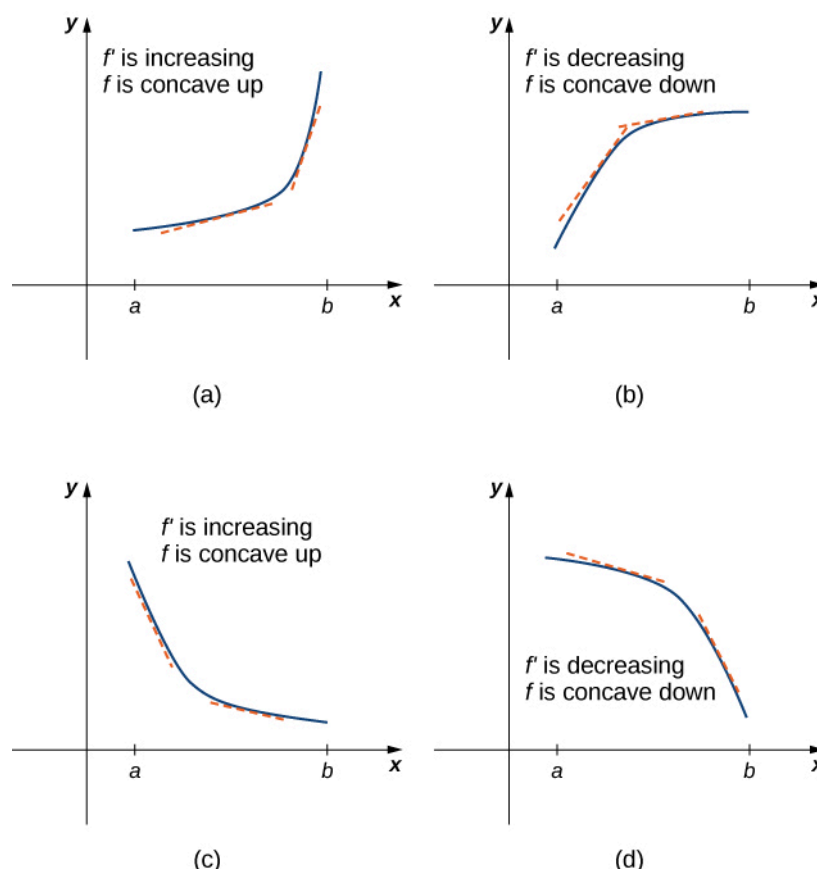 y
f' is increasing
f is concave up
a
b
x
(a)
y
f' is decreasing
f is concave down
a
b
x
(b)
y
f' is increasing
f is concave up
a
b
x
(c)
y
f' is decreasing
f is concave down
a
b
x
(d)